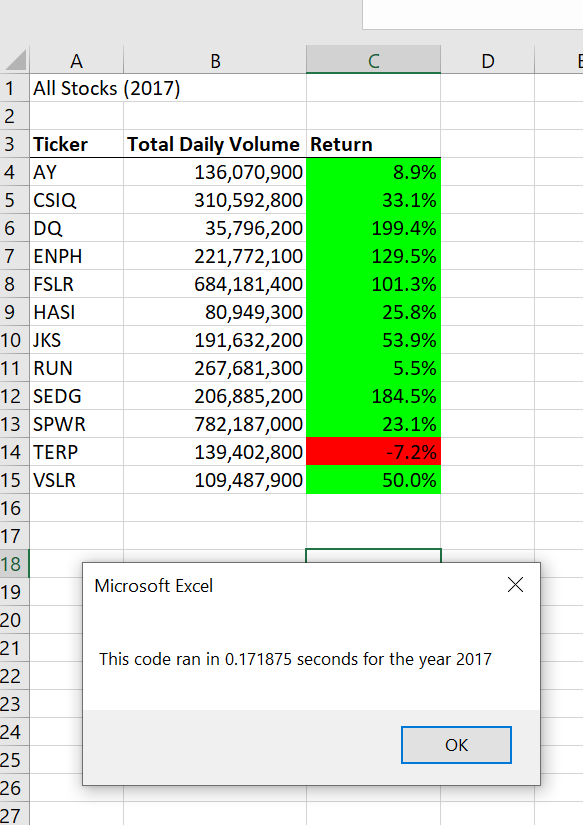 A B C D E
1 All Stocks (2017)
2
3 Ticker Total Daily Volume Return
4 AY 136,070,900 8.9%
5 CSIQ 310,592,800 33.1%
6 DQ 35,796,200 199.4%
7 ENPH 221,772,100 129.5%
8 FSLR 684,181,400 101.3%
9 HASI 80,949,300 25.8%
10 JKS 191,632,200 53.9%
11 RUN 267,681,300 5.5%
12 SEDG 206,885,200 184.5%
13 SPWR 782,187,000 23.1%
14 TERP 139,402,800 -7.2%
15 VSLR 109,487,900 50.0%
16
17
18
19
20
21
22
23
24
25
26
27
Microsoft Excel
This code ran in 0.171875 seconds for the year 2017
OK